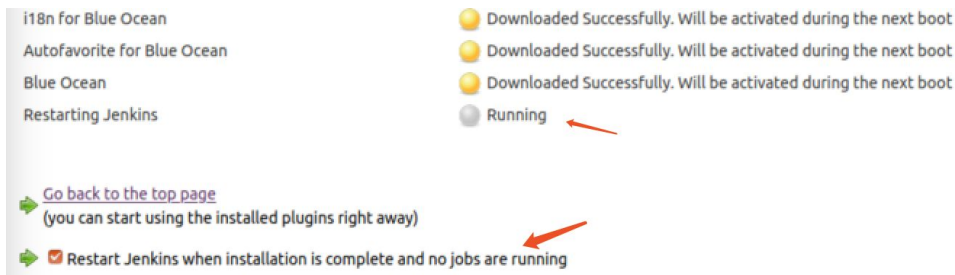 i18n for Blue Ocean Downloaded Successfully. Will be activated during the next boot
Autofavorite for Blue Ocean Downloaded Successfully. Will be activated during the next boot
Blue Ocean Downloaded Successfully. Will be activated during the next boot
Restarting Jenkins Running
Go back to the top page
(you can start using the installed plugins right away)
Restart Jenkins when installation is complete and no jobs are running